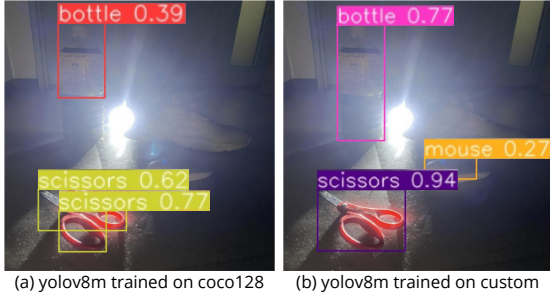 bottle 0.39
scissors 0.62
scissors 0.77
bottle 0.77
mouse 0.27
scissors 0.94
(a) yolov8m trained on coco128
(b) yolov8m trained on custom